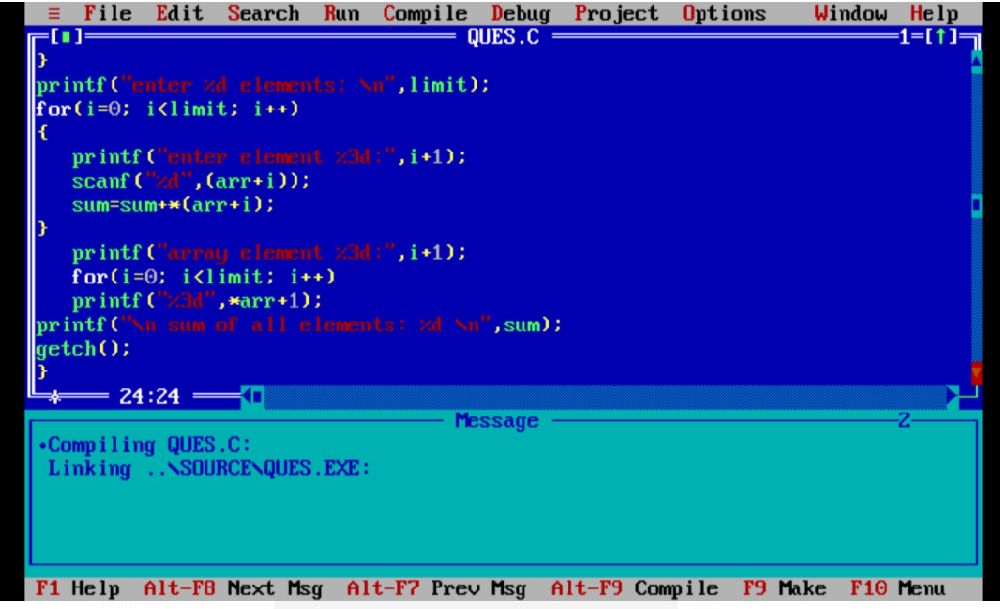 ≡ File Edit Search Run Compile Debug Project Options Window Help
[■] QUES.C 1=[↑]
}
printf("enter %d elements: \n",limit);
for(i=0; i<limit; i++)
{
printf("enter element %3d:",i+1);
scanf("%d",(arr+i));
sum=sum+*(arr+i);
}
printf("array element %3d:",i+1);
for(i=0; i<limit; i++)
printf("%3d",*arr+1);
printf("\n sum of all elements: %d \n",sum);
getch();
}
24:24
Message 2
•Compiling QUES.C:
Linking ..\SOURCE\QUES.EXE:
F1 Help Alt-F8 Next Msg Alt-F7 Prev Msg Alt-F9 Compile F9 Make F10 Menu